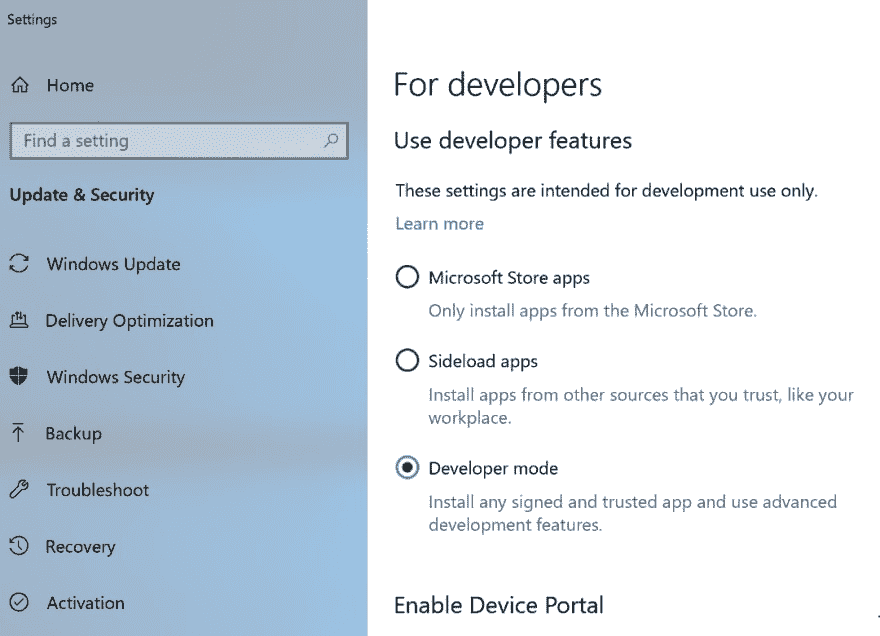 Settings
Home
Find a setting
Update & Security
Windows Update
Delivery Optimization
Windows Security
Backup
Troubleshoot
Recovery
Activation
For developers
Use developer features
These settings are intended for development use only.
Learn more
Microsoft Store apps
Only install apps from the Microsoft Store.
Sideload apps
Install apps from other sources that you trust, like your
workplace.
Developer mode
Install any signed and trusted app and use advanced
development features.
Enable Device Portal